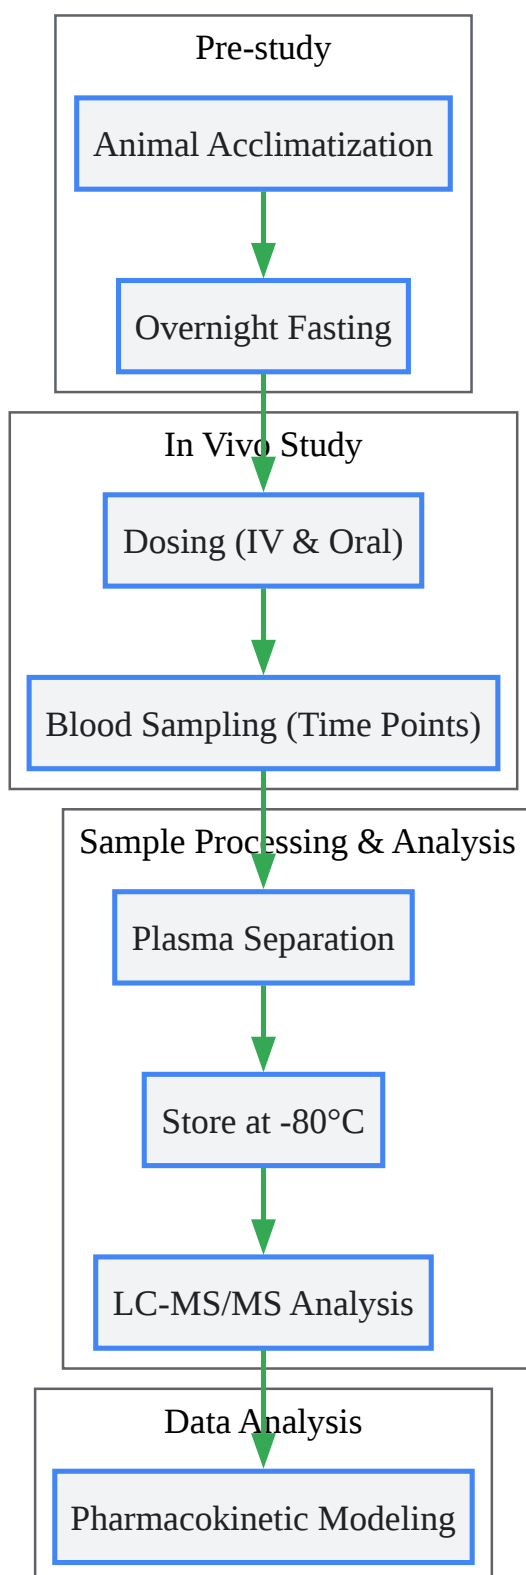 Pre-study
Animal Acclimatization
Overnight Fasting
In Vivo Study
Dosing (IV & Oral)
Blood Sampling (Time Points)
Sample Processing & Analysis
Plasma Separation
Store at -80°C
LC-MS/MS Analysis
Data Analysis
Pharmacokinetic Modeling